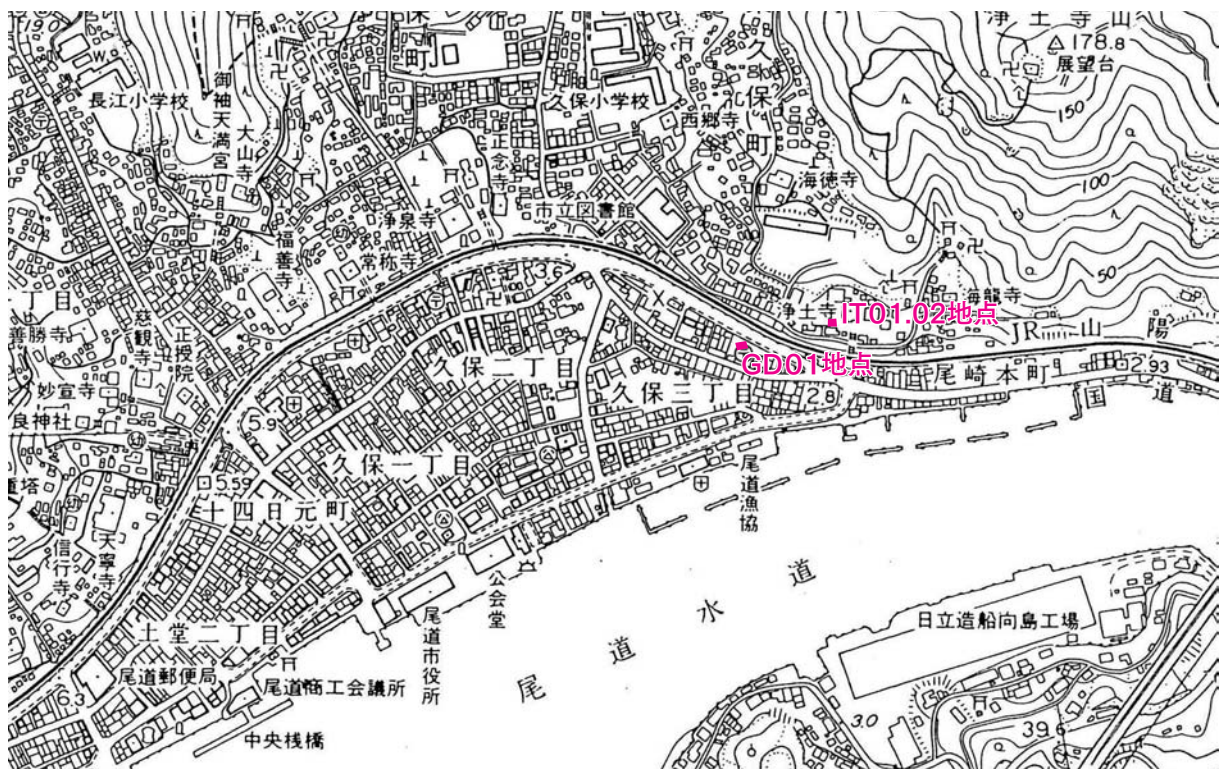 浄土寺山
△178.8
展望台
150
100
50
長江小学校
御袖天満宮
大山寺
久保町
久保小学校
西郷寺
正念寺
海徳寺
市立図書館
浄泉寺
常称寺
福善寺
3.6
浄土寺
IT01.02地点
海龍寺
JR山陽
GD01地点
尾崎本町
2.93
国道
丁目
善勝寺
慈観寺
正授院
妙宣寺
良神社
久保二丁目
久保三丁目
2.8
5.9
久保一丁目
5.59
十四日元町
重塔
天寧寺
信行寺
尾道漁協
公会堂
尾道市役所
土堂二丁目
尾道郵便局
尾道商工会議所
6.3
中央桟橋
尾道水道
日立造船向島工場
3.0
39.6